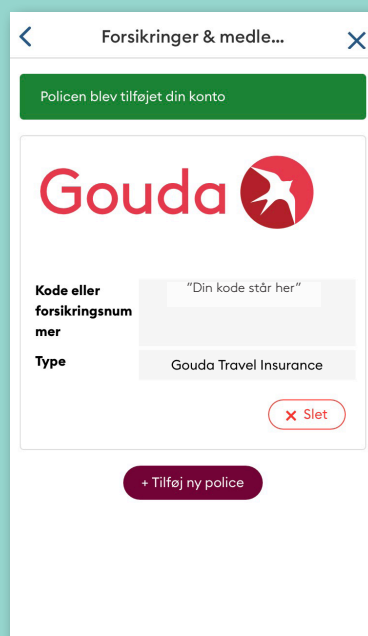 Forsikringer & medle...
Policen blev tilføjet din konto
Gouda
Kode eller
forsikringsnum
mer
"Din kode står her"
Type
Gouda Travel Insurance
× Slet
+ Tilføj ny police